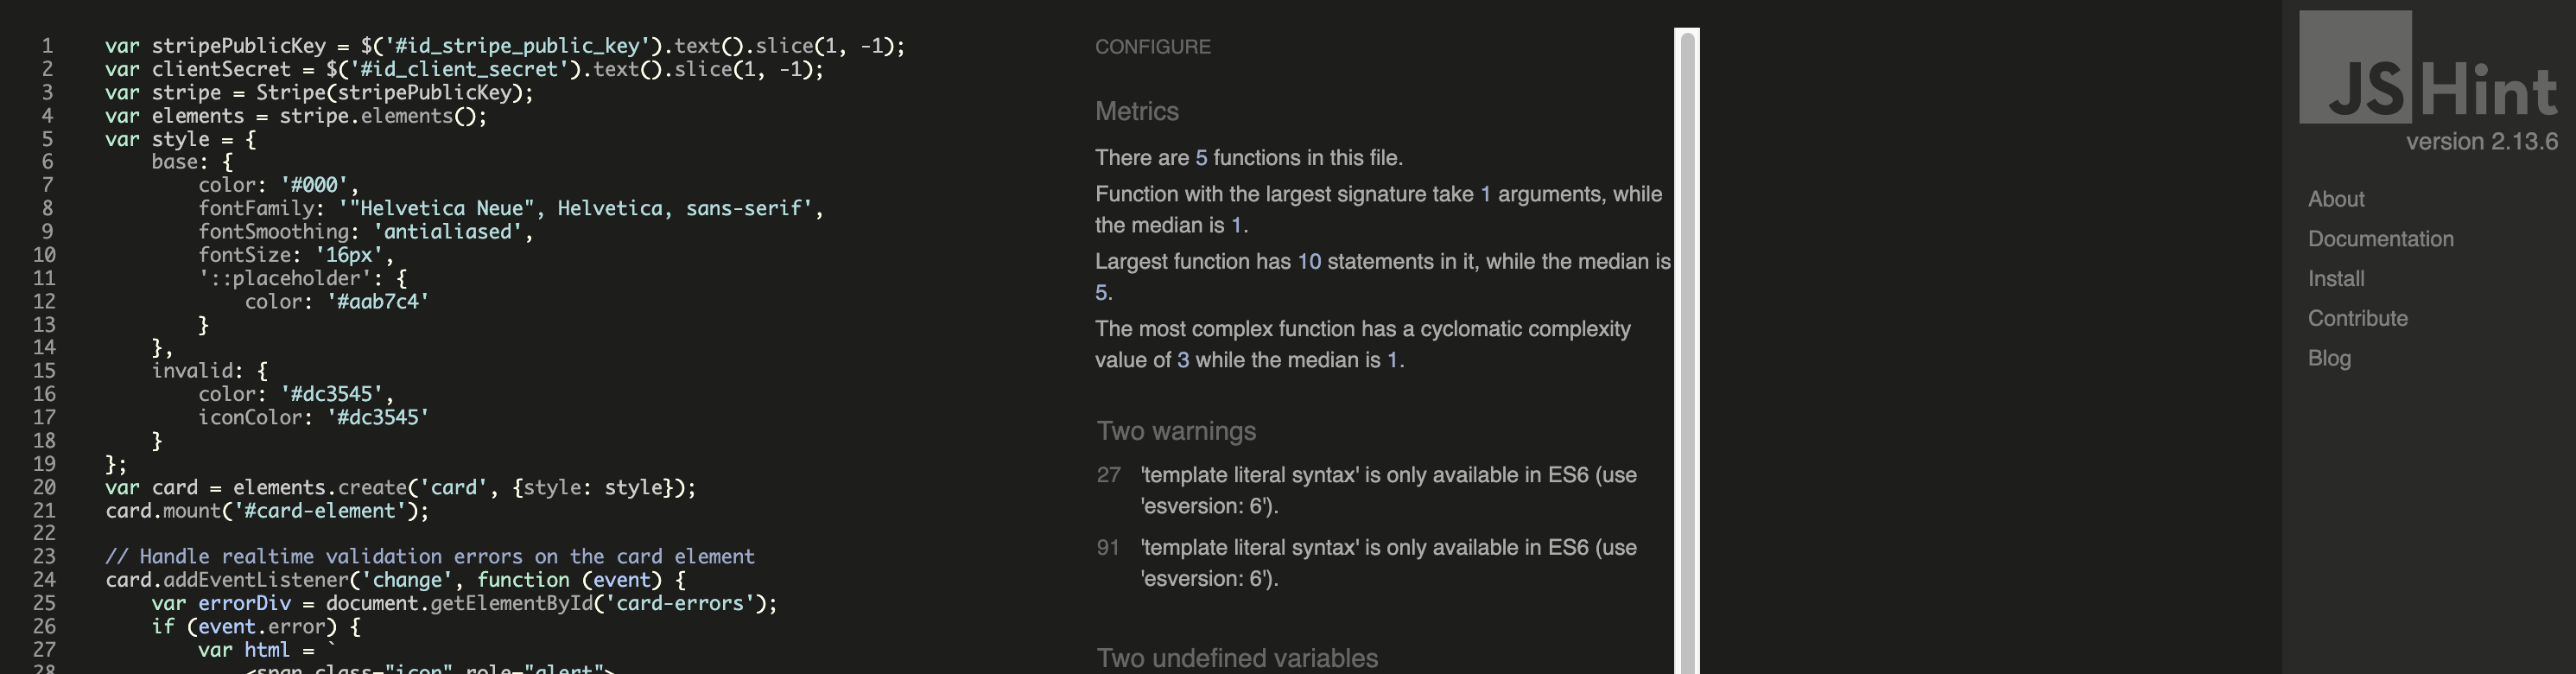 1 var stripePublicKey = $('#id_stripe_public_key').text().slice(1, -1);
2 var clientSecret = $('#id_client_secret').text().slice(1, -1);
3 var stripe = Stripe(stripePublicKey);
4 var elements = stripe.elements();
5 var style = {
6 base: {
7 color: '#000',
8 fontFamily: '"Helvetica Neue", Helvetica, sans-serif',
9 fontSmoothing: 'antialiased',
10 fontSize: '16px',
11 '::placeholder': {
12 color: '#aab7c4'
13 }
14 },
15 invalid: {
16 color: '#dc3545',
17 iconColor: '#dc3545'
18 }
19 };
20 var card = elements.create('card', {style: style});
21 card.mount('#card-element');
22
23 // Handle realtime validation errors on the card element
24 card.addEventListener('change', function (event) {
25 var errorDiv = document.getElementById('card-errors');
26 if (event.error) {
27 var html = `
28 <span class="icon" role="alert">
CONFIGURE
Metrics
There are 5 functions in this file.
Function with the largest signature take 1 arguments, while
the median is 1.
Largest function has 10 statements in it, while the median is
5.
The most complex function has a cyclomatic complexity
value of 3 while the median is 1.
Two warnings
27 'template literal syntax' is only available in ES6 (use
'esversion: 6').
91 'template literal syntax' is only available in ES6 (use
'esversion: 6').
Two undefined variables
JSHint
version 2.13.6
About
Documentation
Install
Contribute
Blog